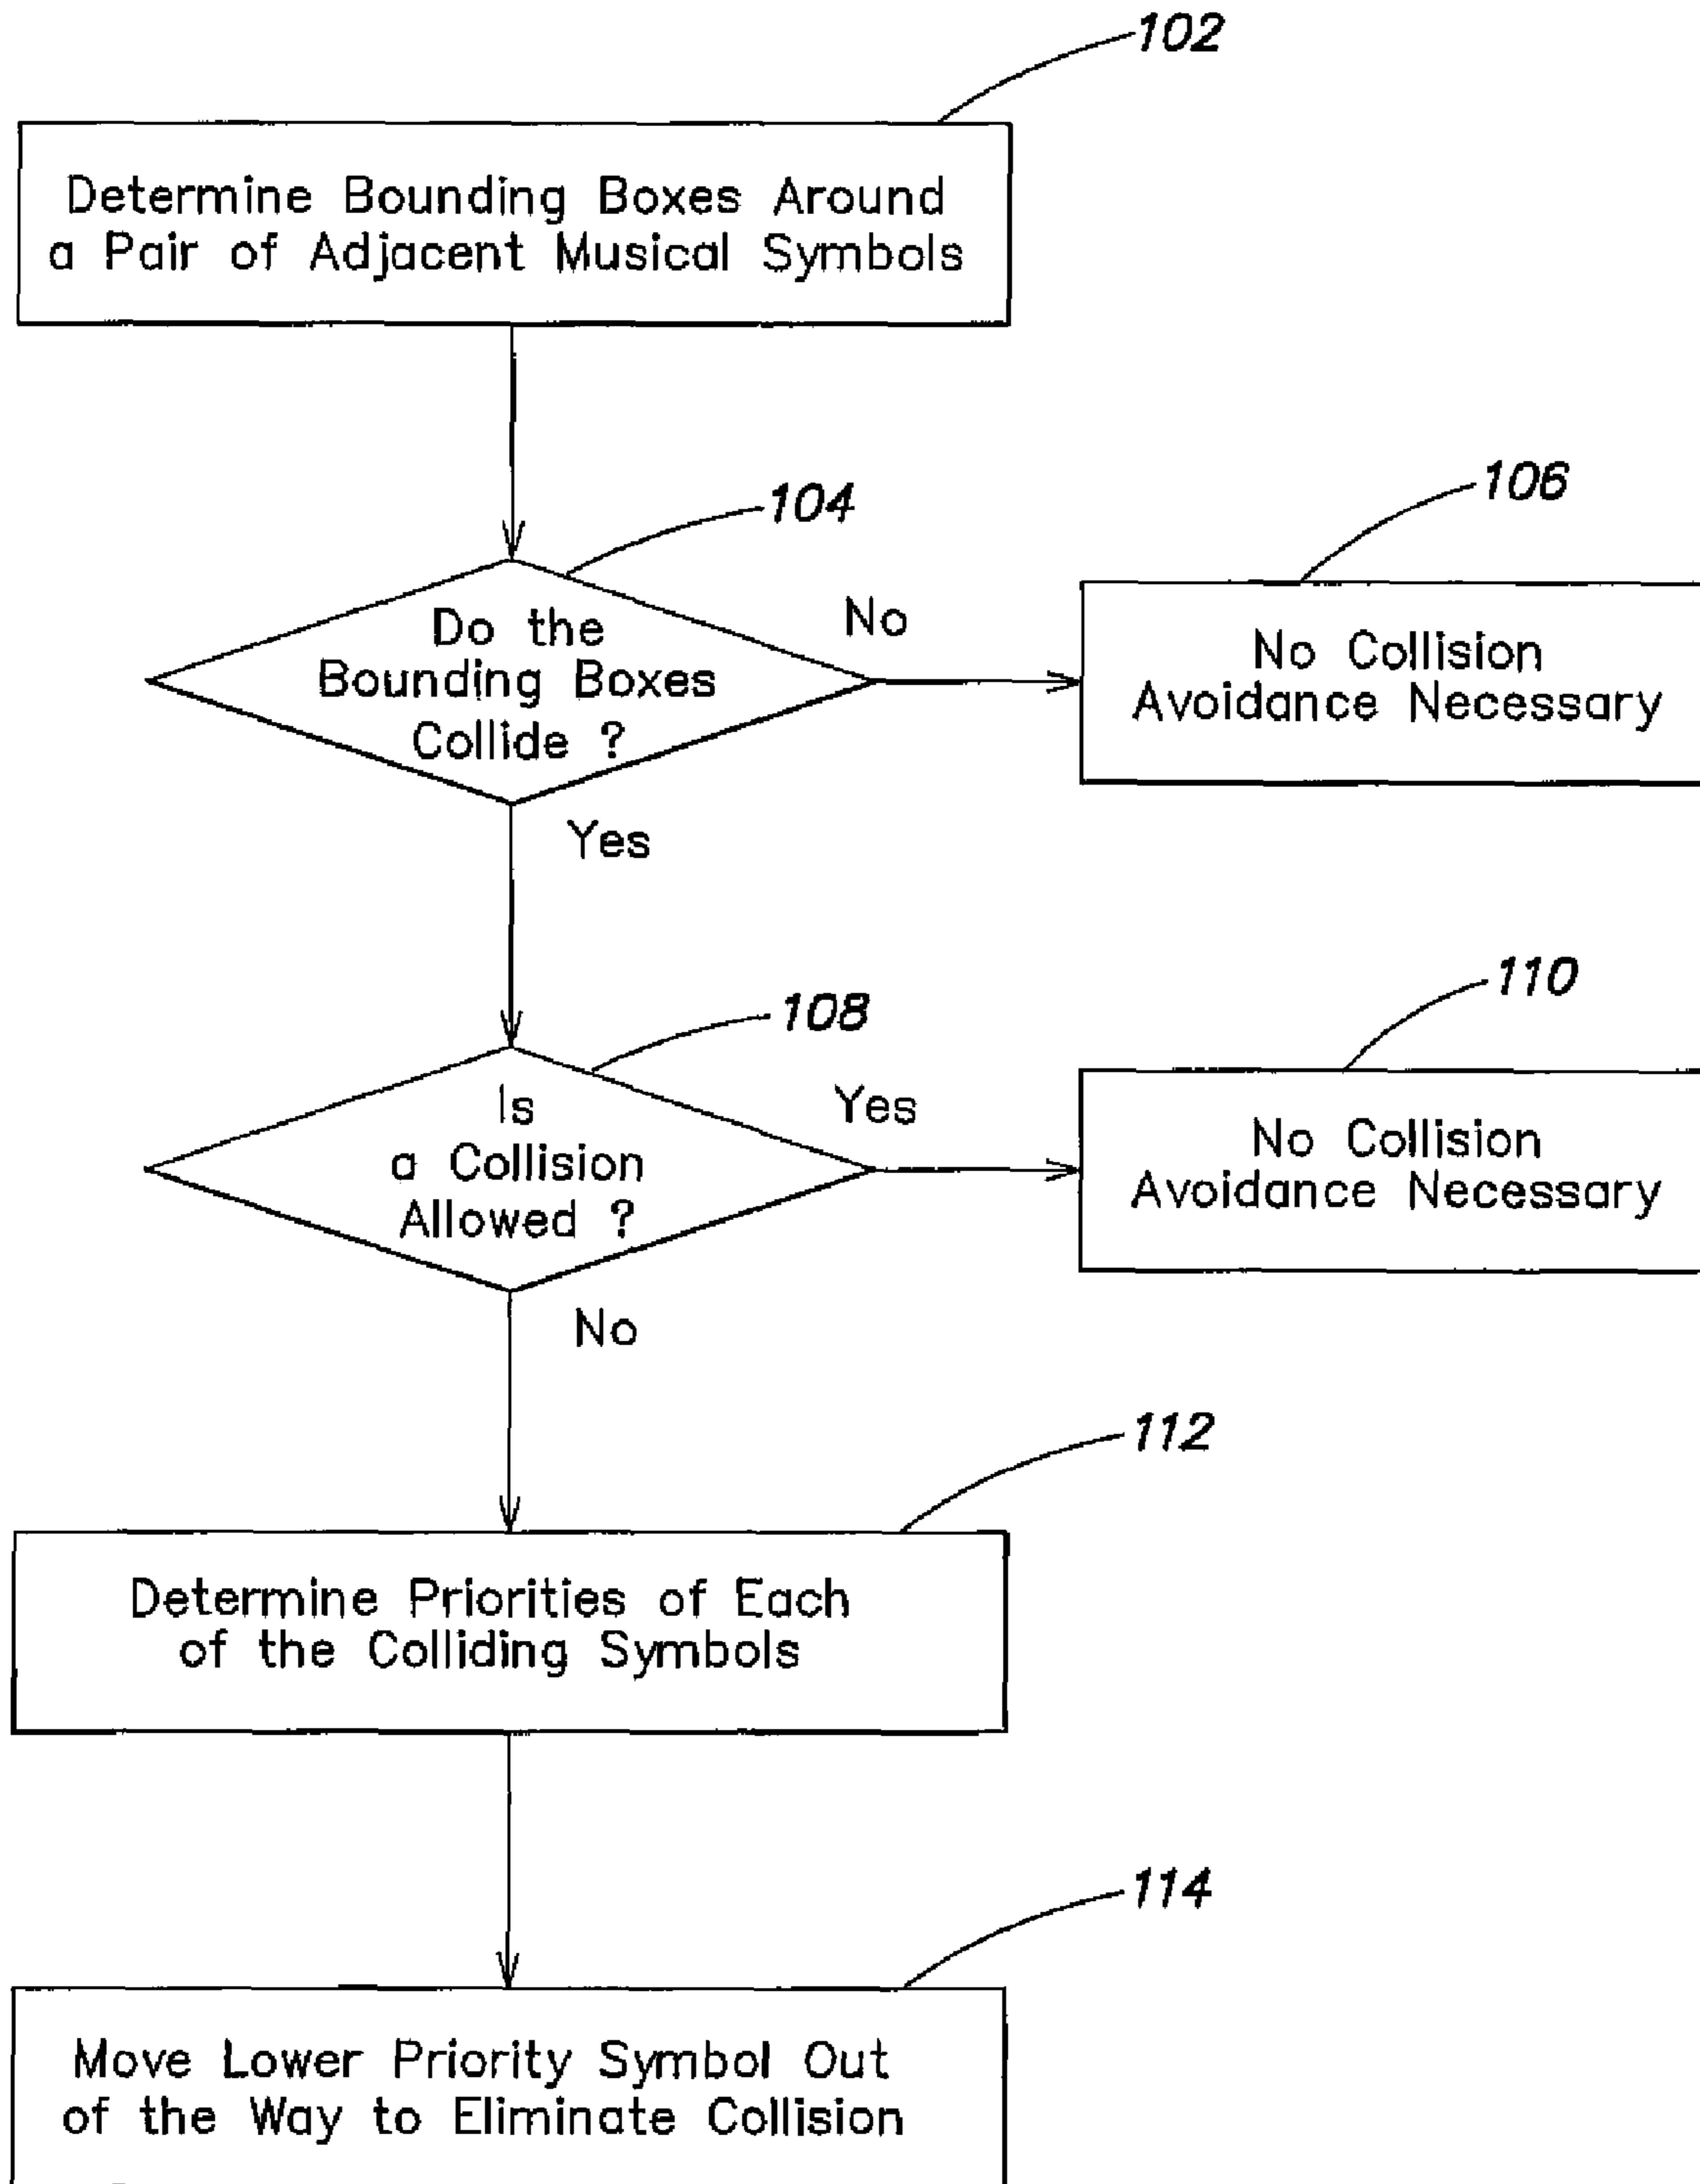 102
Determine Bounding Boxes Around
a Pair of Adjacent Musical Symbols
104
106
Do the
Bounding Boxes
Collide ?
No
No Collision
Avoidance Necessary
Yes
108
110
Is
a Collision
Allowed ?
Yes
No Collision
Avoidance Necessary
No
112
Determine Priorities of Each
of the Colliding Symbols
114
Move Lower Priority Symbol Out
of the Way to Eliminate Collision